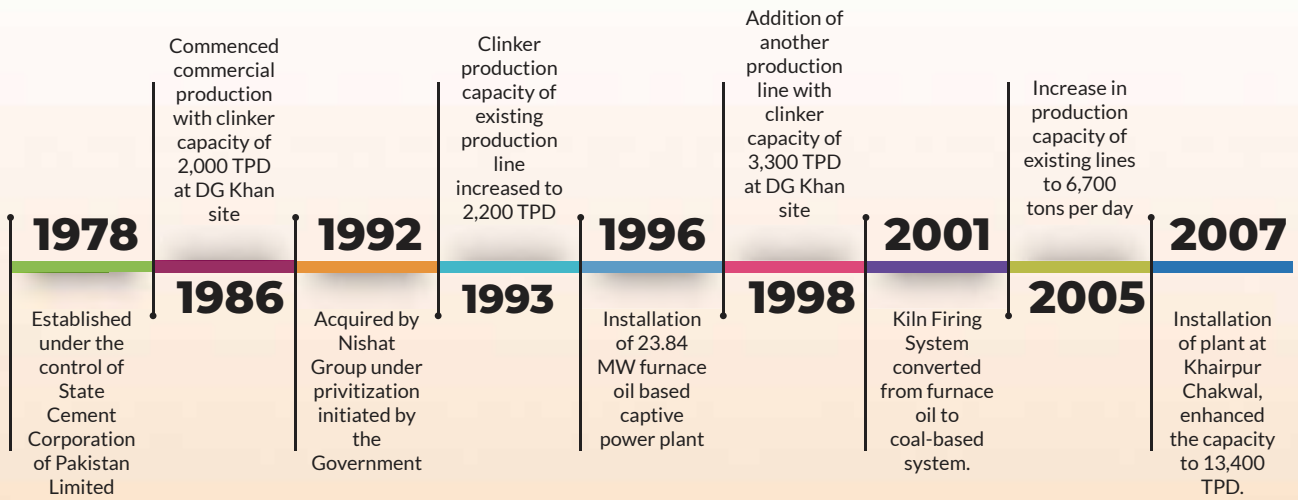 1978
Established
under the
control of
State
Cement
Corporation
of Pakistan
Limited
Commenced
commercial
production
with clinker
capacity of
2,000 TPD
at DG Khan
site
1986
1992
Acquired by
Nishat
Group under
privitization
initiated by
the
Government
Clinker
production
capacity of
existing
production
line
increased to
2,200 TPD
1993
1996
Installation
of 23.84
MW furnace
oil based
captive
power plant
Addition of
another
production
line with
clinker
capacity of
3,300 TPD
at DG Khan
site
1998
2001
Kiln Firing
System
converted
from furnace
oil to
coal-based
system.
Increase in
production
capacity of
existing lines
to 6,700
tons per day
2005
2007
Installation
of plant at
Khairpur
Chakwal,
enhanced
the capacity
to 13,400
TPD.